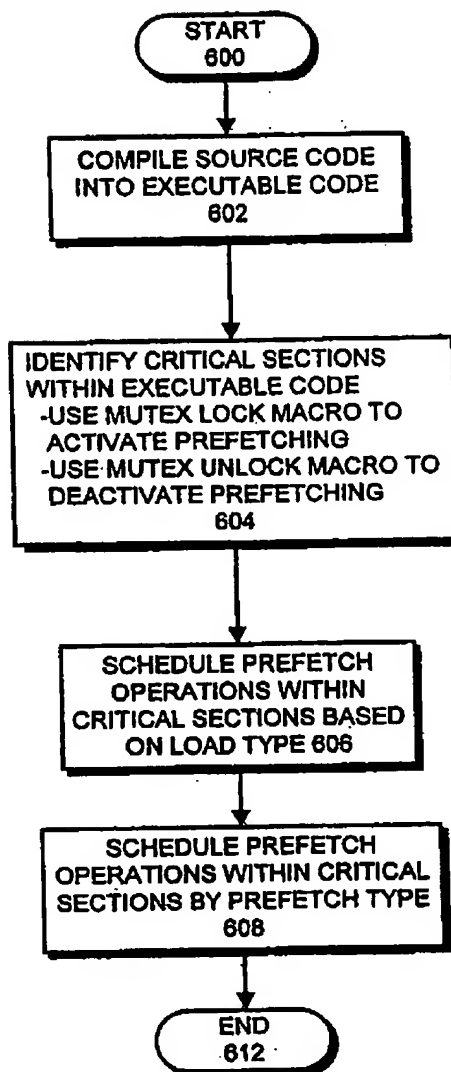 START
600
COMPILE SOURCE CODE
INTO EXECUTABLE CODE
602
IDENTIFY CRITICAL SECTIONS
WITHIN EXECUTABLE CODE
-USE MUTEX LOCK MACRO TO
ACTIVATE PREFETCHING
-USE MUTEX UNLOCK MACRO TO
DEACTIVATE PREFETCHING
604
SCHEDULE PREFETCH
OPERATIONS WITHIN
CRITICAL SECTIONS BASED
ON LOAD TYPE 606
SCHEDULE PREFETCH
OPERATIONS WITHIN CRITICAL
SECTIONS BY PREFETCH TYPE
608
END
612